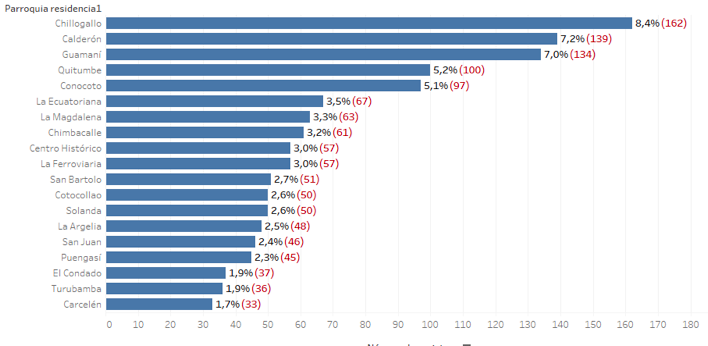 Parroquia residencia1
Chillogallo 8,4% (162)
Calderón 7,2% (139)
Guamaní 7,0% (134)
Quitumbe 5,2% (100)
Conocoto 5,1% (97)
La Ecuatoriana 3,5% (67)
La Magdalena 3,3% (63)
Chimbacalle 3,2% (61)
Centro Histórico 3,0% (57)
La Ferroviaria 3,0% (57)
San Bartolo 2,7% (51)
Cotocollao 2,6% (50)
Solanda 2,6% (50)
La Argelia 2,5% (48)
San Juan 2,4% (46)
Puengasí 2,3% (45)
El Condado 1,9% (37)
Turubamba 1,9% (36)
Carcelén 1,7% (33)
0 10 20 30 40 50 60 70 80 90 100 110 120 130 140 150 160 170 180